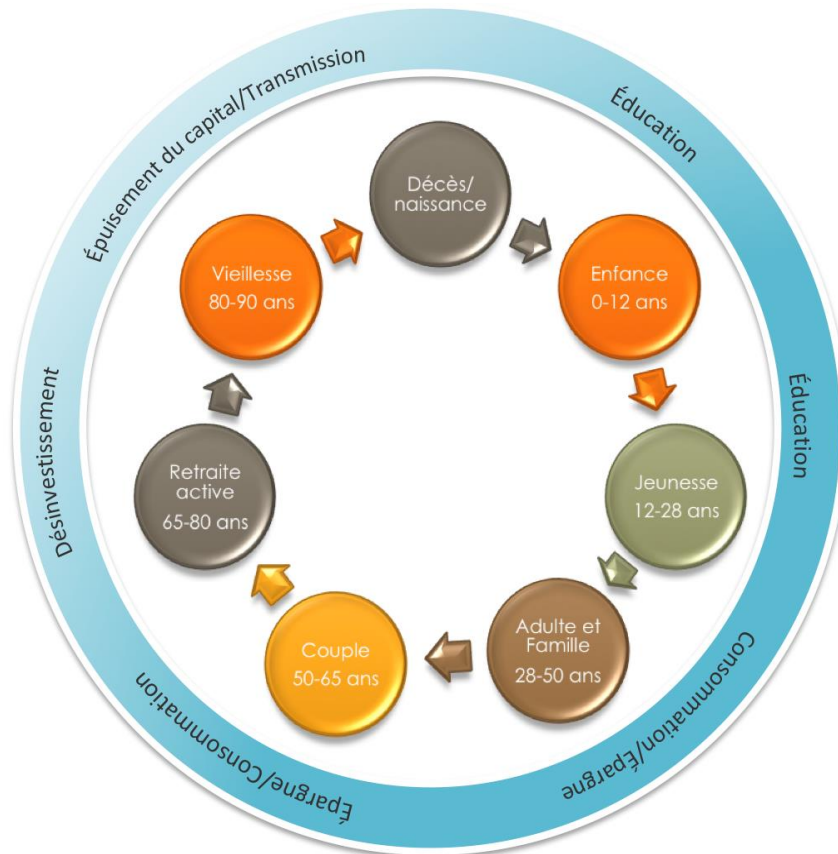 Épuisement du capital/Transmission
Éducation
Décès/
naissance
Vieillesse
80-90 ans
Enfance
0-12 ans
Éducation
Désinvestissement
Retraite
active
65-80 ans
Jeunesse
12-28 ans
Couple
50-65 ans
Adulte et
Famille
28-50 ans
Épargne/Consommation
Consommation/Épargne